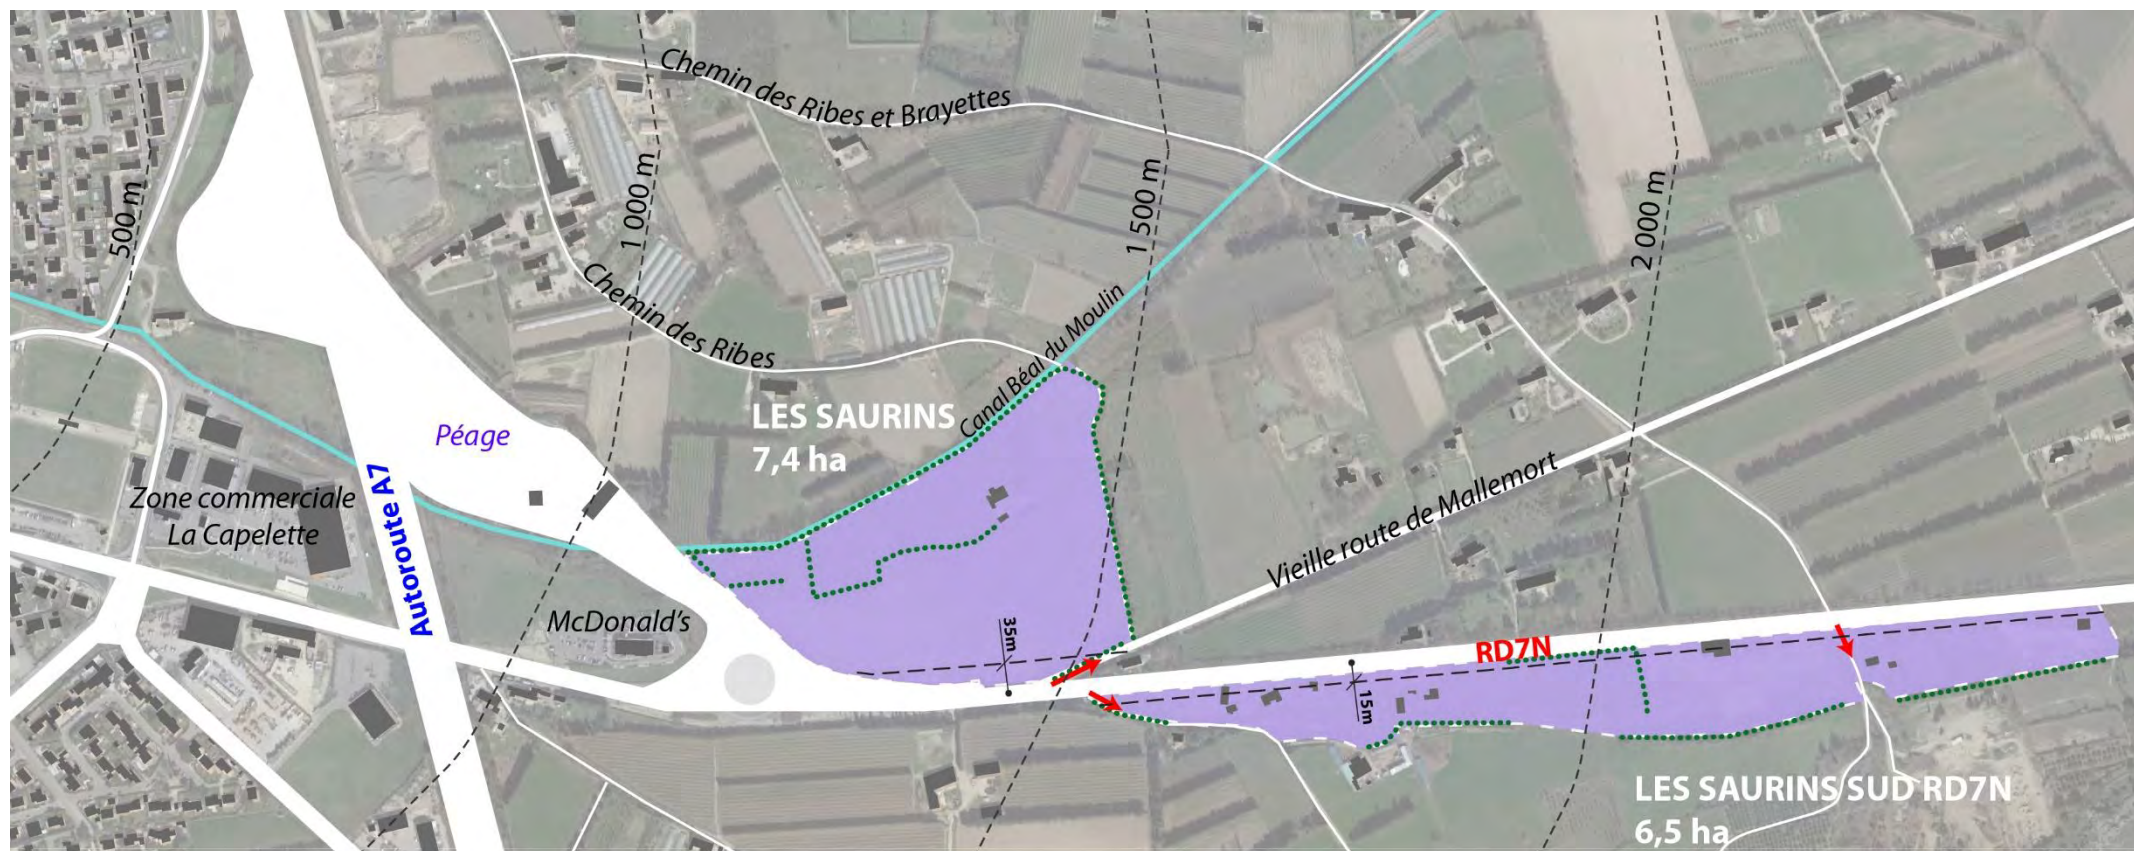 Chemin des Ribes et Brayettes
500 m
1 000 m
1 500 m
2 000 m
Chemin des Ribes
Canal Béal du Moulin
LES SAURINS
7,4 ha
Péage
Zone commerciale
La Capelette
Autoroute A7
Vieille route de Mallemort
McDonald's
35m
RD7N
15m
LES SAURINS SUD RD7N
6,5 ha